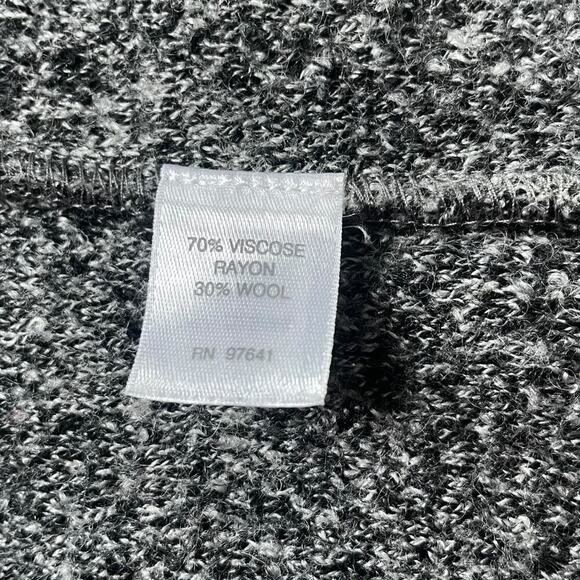 70% VISCOSE
RAYON
30% WOOL
RN 97641